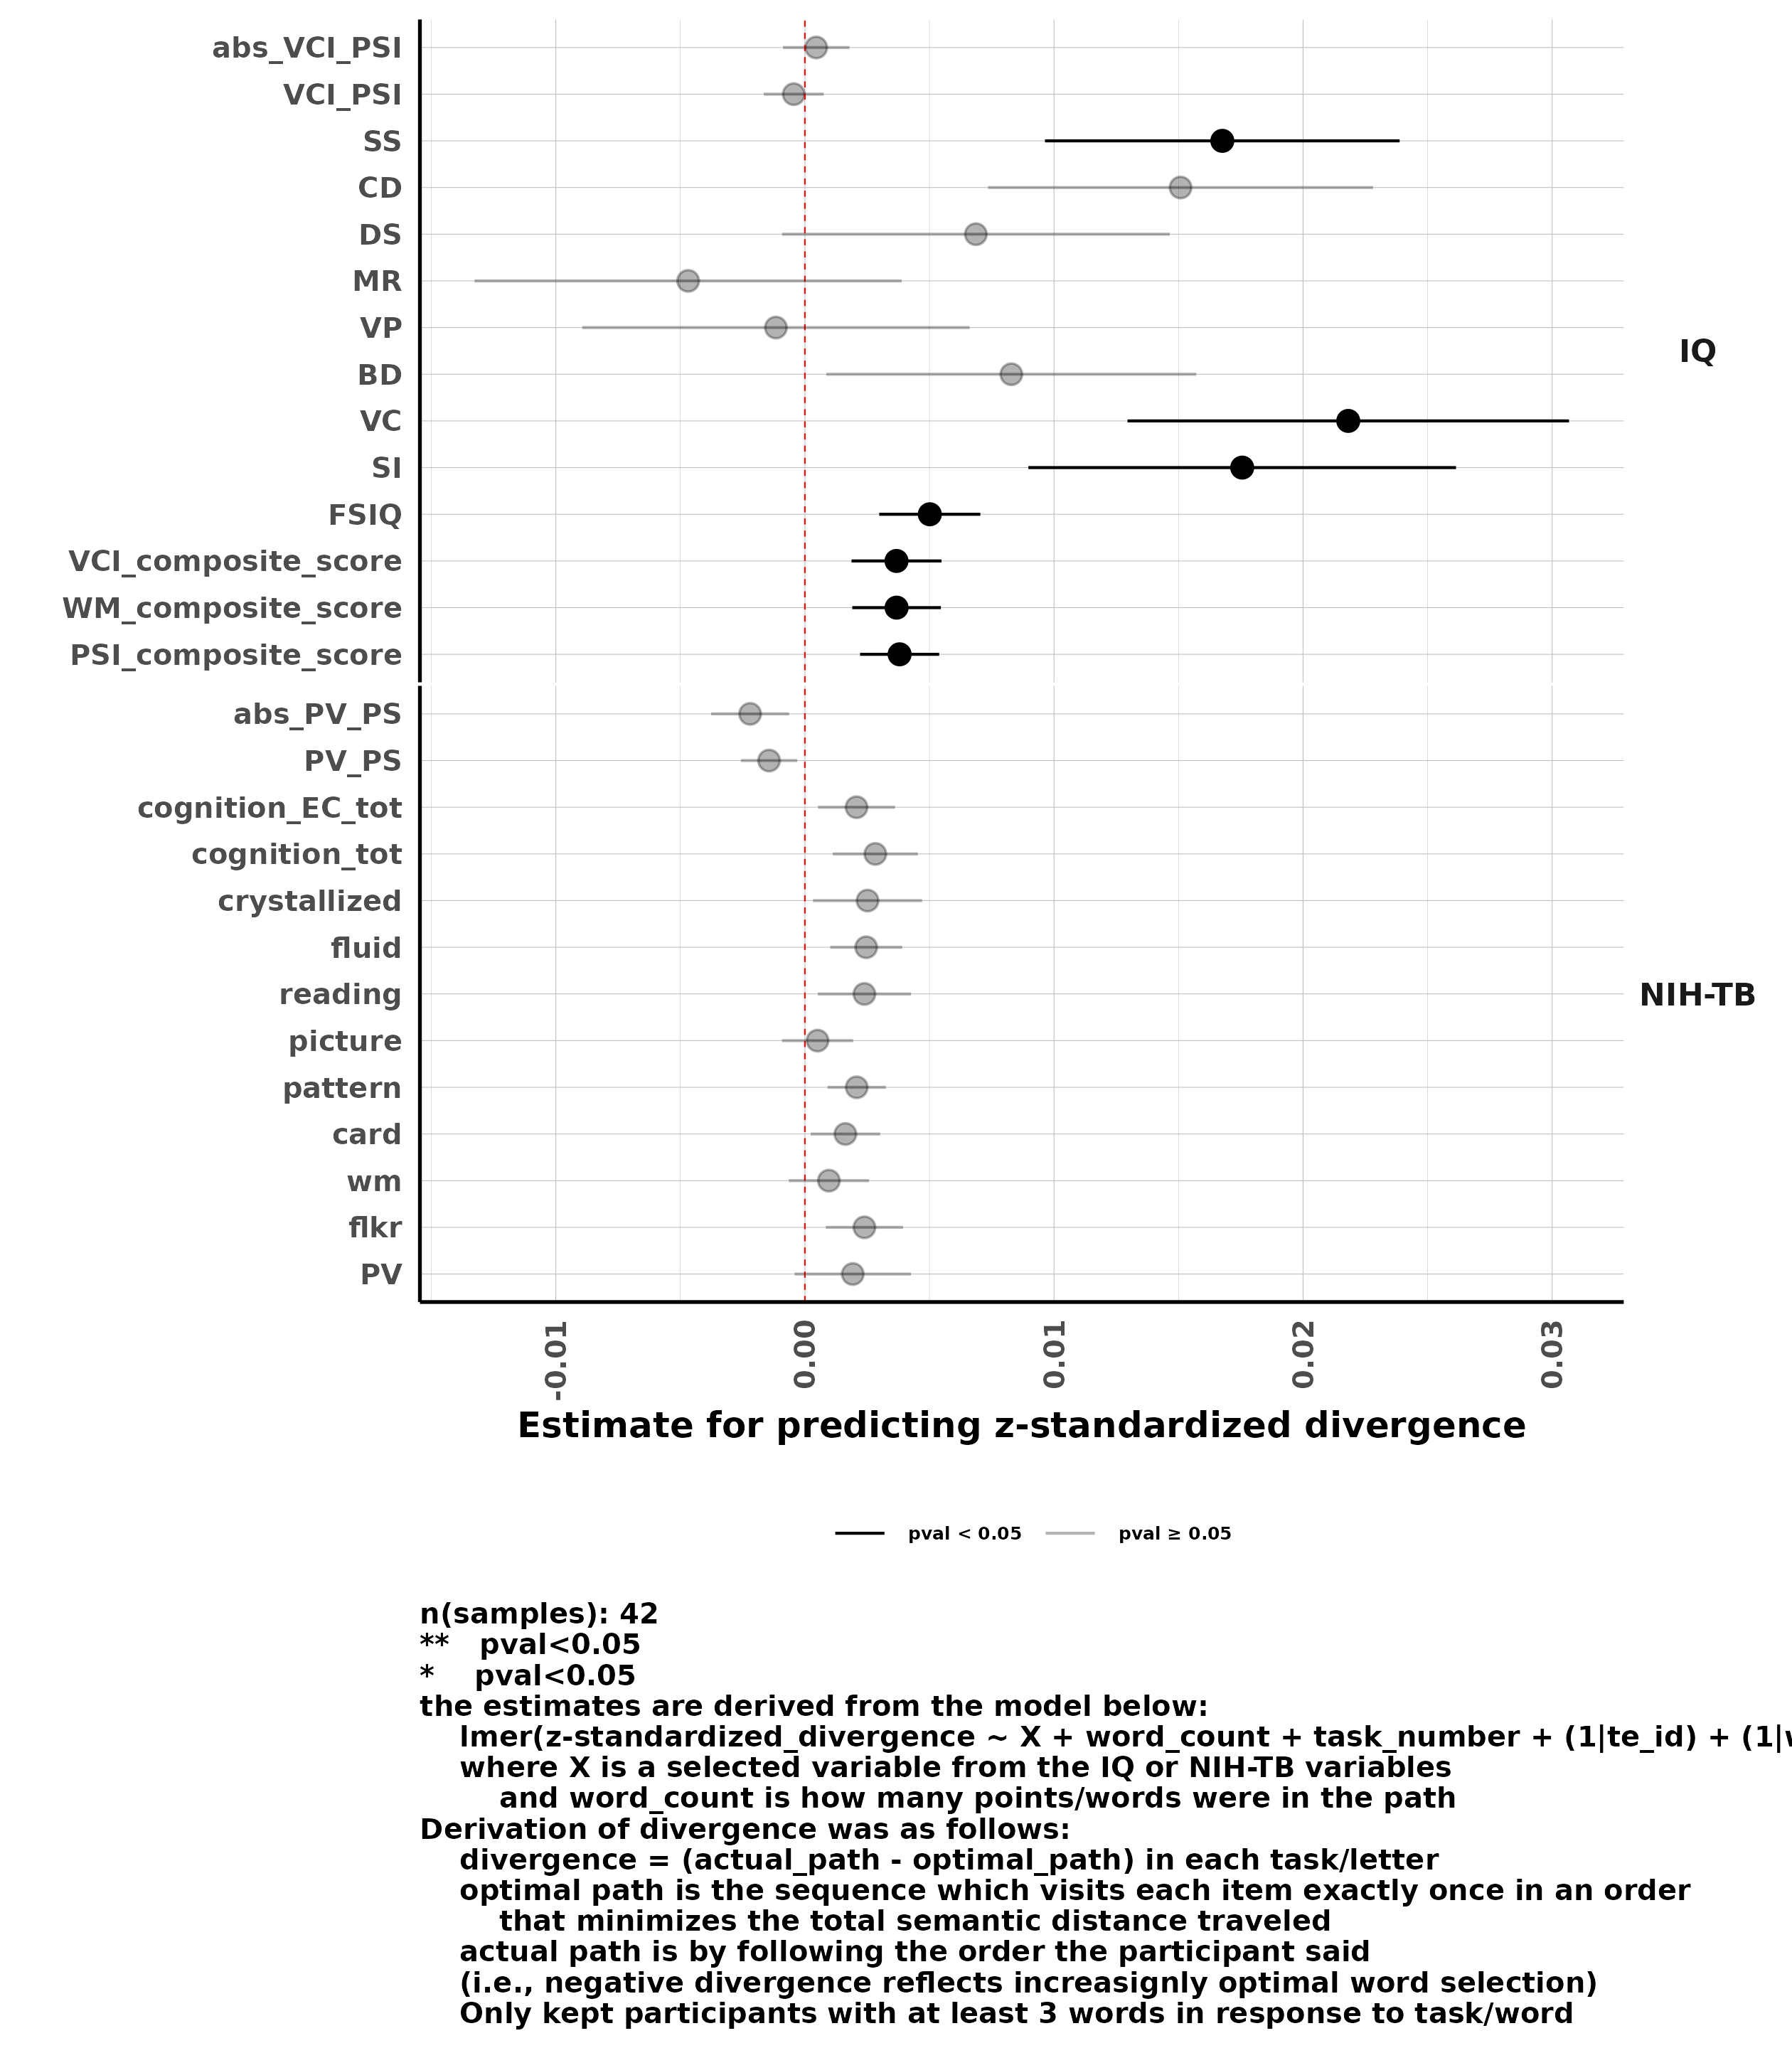 abs_VCI_PSI
VCI_PSI
SS
CD
DS
MR
VP
BD
VC
SI
FSIQ
VCI_composite_score
WM_composite_score
PSI_composite_score
IQ
abs_PV_PS
PV_PS
cognition_EC_tot
cognition_tot
crystallized
fluid
reading
picture
pattern
card
wm
flkr
PV
NIH-TB
-0.01
0.00
0.01
0.02
0.03
Estimate for predicting z-standardized divergence
pval < 0.05
pval ≥ 0.05
n(samples): 42
** pval<0.05
* pval<0.05
the estimates are derived from the model below:
lmer(z-standardized_divergence ~ X + word_count + task_number + (1|te_id) + (1|
where X is a selected variable from the IQ or NIH-TB variables
and word_count is how many points/words were in the path
Derivation of divergence was as follows:
divergence = (actual_path - optimal_path) in each task/letter
optimal path is the sequence which visits each item exactly once in an order
that minimizes the total semantic distance traveled
actual path is by following the order the participant said
(i.e., negative divergence reflects increasignly optimal word selection)
Only kept participants with at least 3 words in response to task/word